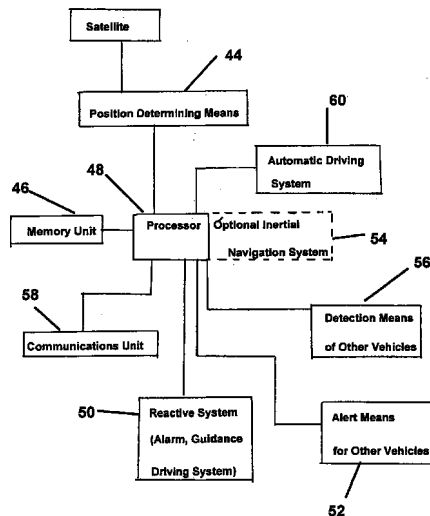 Satellite
44
Position Determining Means
60
Automatic Driving
System
46
48
Memory Unit
Processor
Optional Inertial
Navigation System
54
56
58
Communications Unit
Detection Means
of Other Vehicles
50
Reactive System
(Alarm, Guidance
Driving System)
Alert Means
for Other Vehicles
52